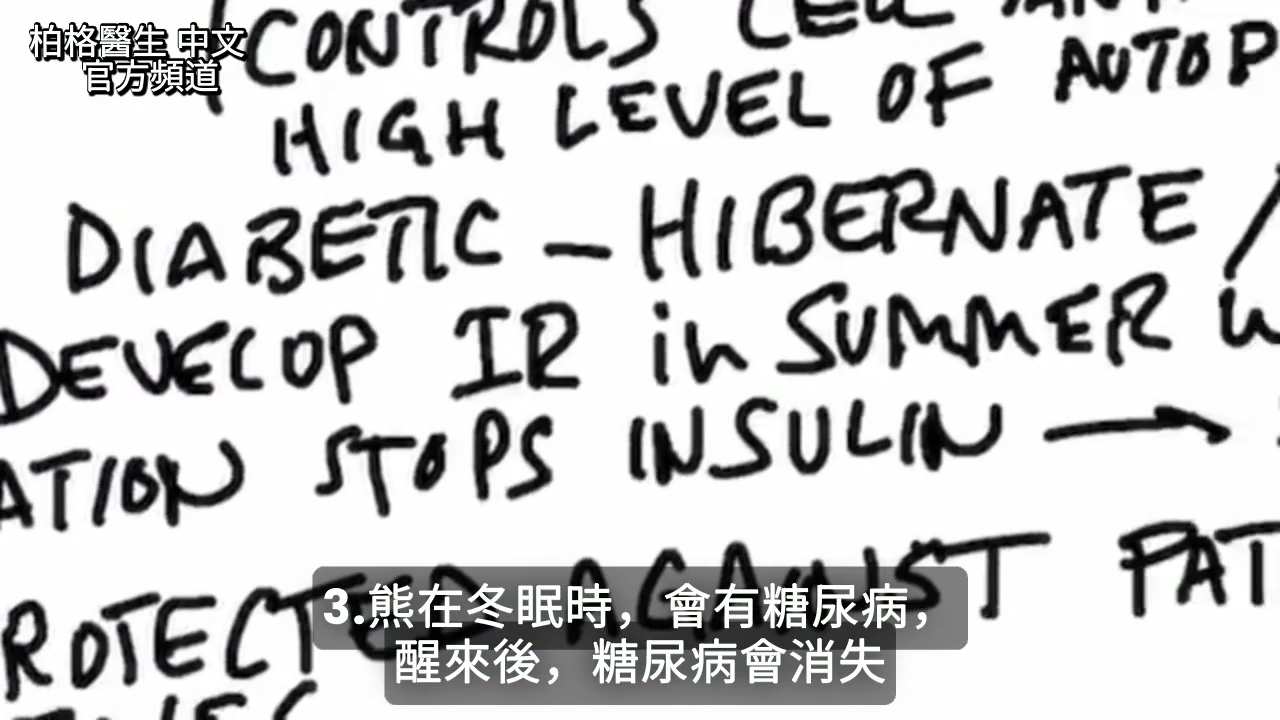 柏格醫生 中文
官方頻道
CONTROLS CELL
HIGH LEVEL OF
DIABETIC - HIBERNATE /
DEVELOP IR in SUMMER
STOPS INSULIN →
AGAINST
3.熊在冬眠時，會有糖尿病，
醒來後，糖尿病會消失